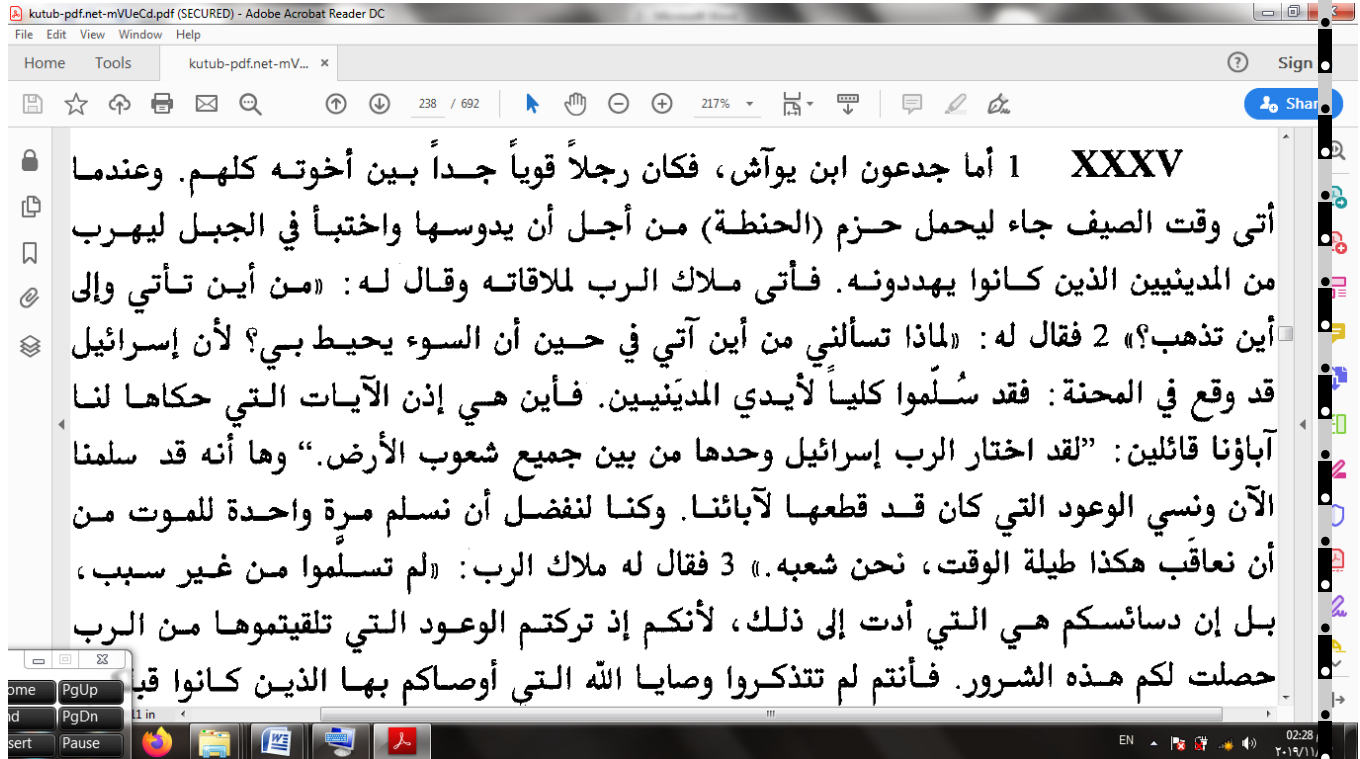 kutub-pdf.net-mVUeCd.pdf (SECURED) - Adobe Acrobat Reader DC
File Edit View Window Help
Home Tools kutub-pdf.net-mV... × Sign
238 / 692 217% Shar
XXXV 1 أما جدعون ابن يوآش، فكان رجلاً قوياً جداً بين أخوته كلهم. وعندما
أتى وقت الصيف جاء ليحمل حزم (الحنطة) من أجل أن يدوسها واختبأ في الجبل ليهرب
من المدينيين الذين كانوا يهددونه. فأتى ملاك الرب لملاقاته وقال له: «من أين تأتي وإلى
أين تذهب؟» 2 فقال له: «لماذا تسألني من أين آتي في حين أن السوء يحيط بي؟ لأن إسرائيل
قد وقع في المحنة: فقد سُلّموا كلياً لأيدي المديَنيين. فأين هي إذن الآيات التي حكاها لنا
آباؤنا قائلين: ”لقد اختار الرب إسرائيل وحدها من بين جميع شعوب الأرض.“ وها أنه قد سلمنا
الآن ونسي الوعود التي كان قد قطعها لآبائنا. وكنا لنفضل أن نسلم مرة واحدة للموت من
أن نعاقَب هكذا طيلة الوقت، نحن شعبه.» 3 فقال له ملاك الرب: «لم تسلَّموا من غير سبب،
بل إن دسائسكم هي التي أدت إلى ذلك، لأنكم إذ تركتم الوعود التي تلقيتموها من الرب
حصلت لكم هذه الشرور. فأنتم لم تتذكروا وصايا الله التي أوصاكم بها الذين كانوا
ome PgUp
nd PgDn 11 in
sert Pause
EN 02:28
٢٠١٩/١١/